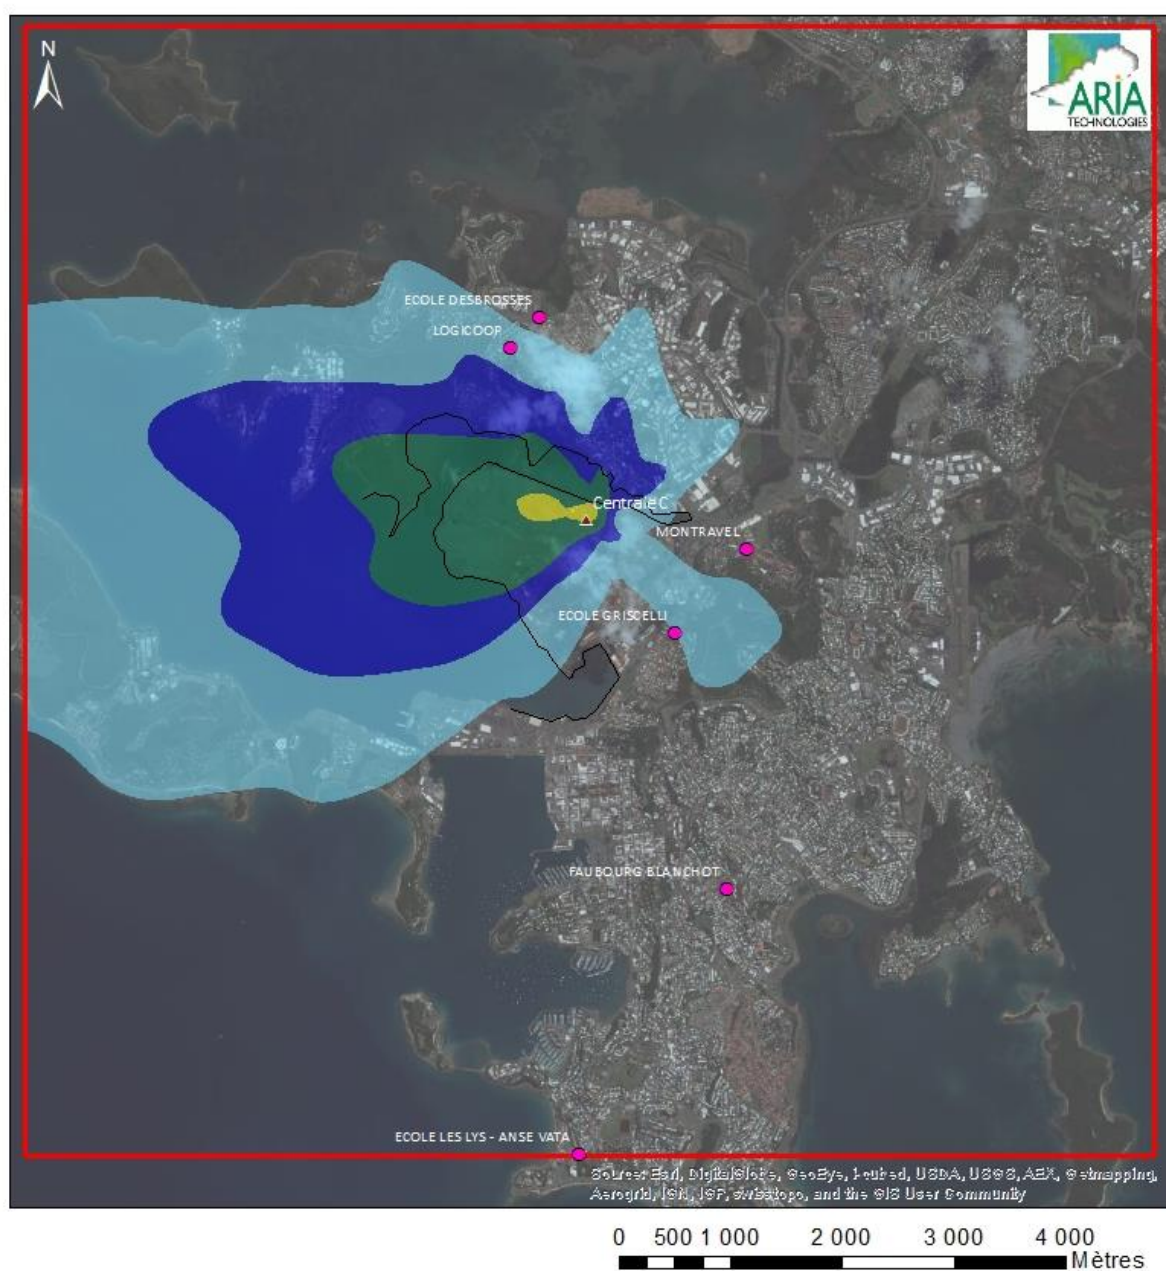 N
ARIA
TECHNOLOGIES
ECOLE DESBROSSES
LOGICOOP
Centrale C
MONTRAVEL
ECOLE GRISCELLI
FAUBOURG BLANCHOT
ECOLE LES LYS - ANSE VATA
Source: Esri, DigitalGlobe, GeoEye, i-cubed, USDA, USGS, AEX, Getmapping,
Aerogrid, IGN, IGP, swisstopo, and the GIS User Community
0 500 1 000 2 000 3 000 4 000
Mètres